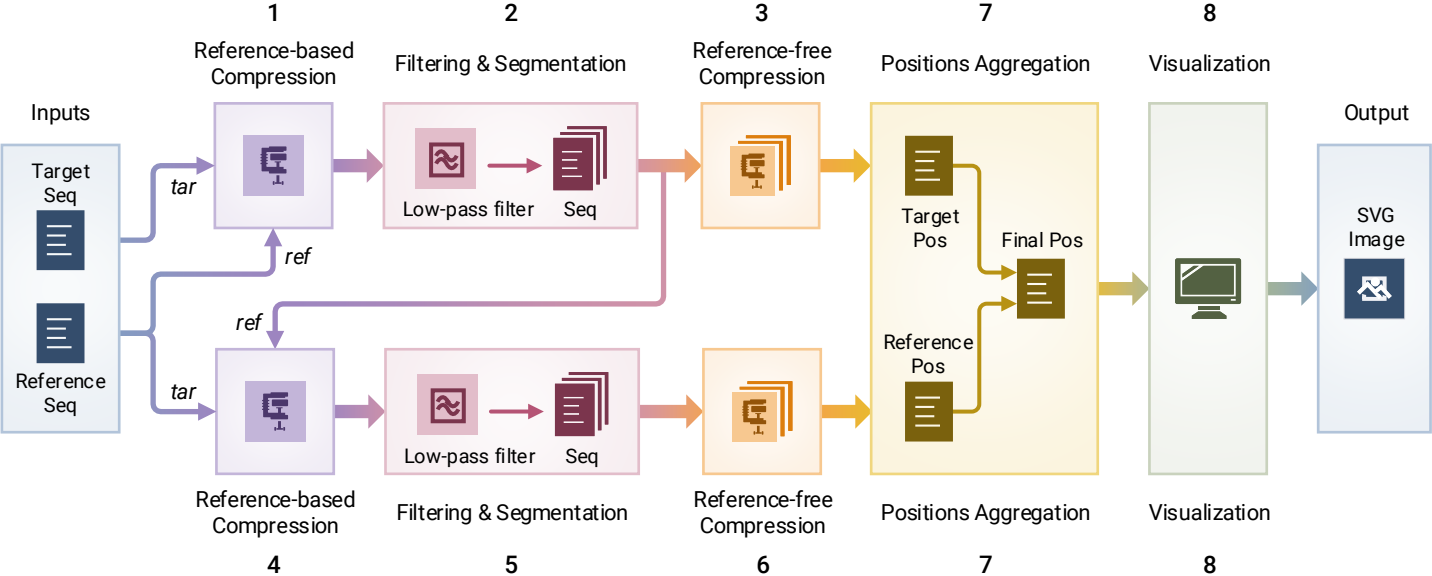 1
2
3
7
8
Reference-based
Compression
Filtering & Segmentation
Reference-free
Compression
Positions Aggregation
Visualization
Inputs
Output
Target
Seq
tar
Low-pass filter
Seq
Target
Pos
SVG
Image
Final Pos
ref
ref
Reference
Pos
Reference
Seq
tar
Low-pass filter
Seq
Reference-based
Compression
Filtering & Segmentation
Reference-free
Compression
Positions Aggregation
Visualization
4
5
6
7
8